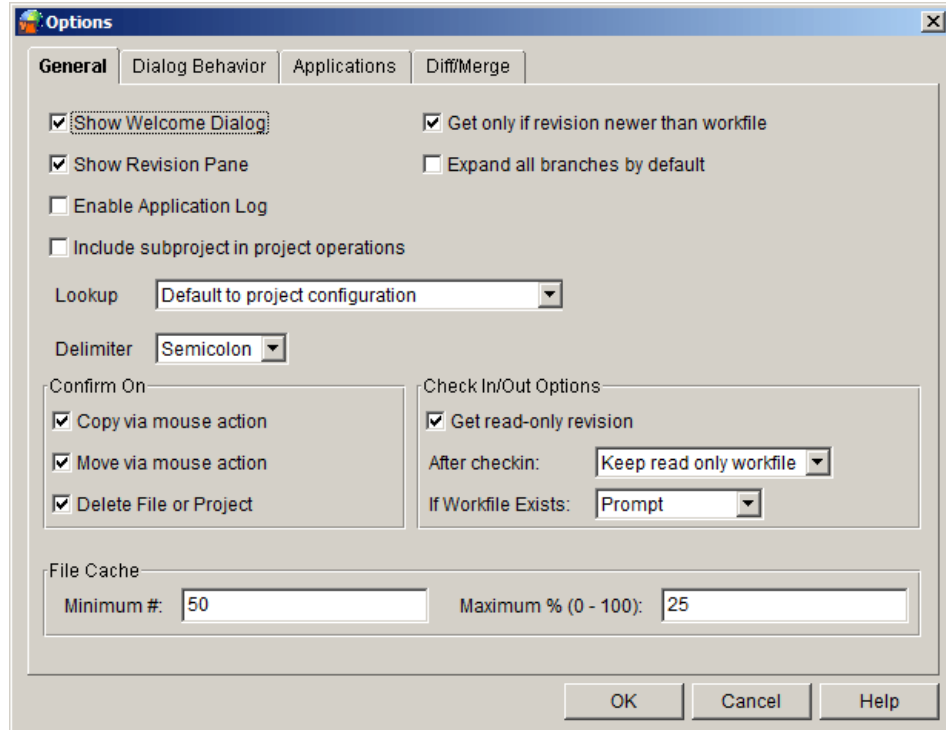 Options
General Dialog Behavior Applications Diff/Merge
Show Welcome Dialog Get only if revision newer than workfile
Show Revision Pane Expand all branches by default
Enable Application Log
Include subproject in project operations
Lookup Default to project configuration
Delimiter Semicolon
Confirm On
Copy via mouse action
Move via mouse action
Delete File or Project
Check In/Out Options
Get read-only revision
After checkin: Keep read only workfile
If Workfile Exists: Prompt
File Cache
Minimum #: 50 Maximum % (0 - 100): 25
OK Cancel Help